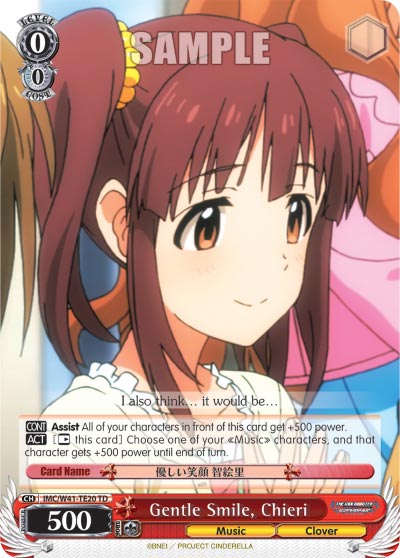 LEVEL
0
0
COST
SAMPLE
I also think… it would be…
CONT Assist All of your characters in front of this card get +500 power.
ACT [ this card] Choose one of your «Music» characters, and that
character gets +500 power until end of turn.
Card Name 優しい笑顔 智絵里
CH IMC/W41-TE20 TD
500
Gentle Smile, Chieri
Music Clover
©BNEI / PROJECT CINDERELLA